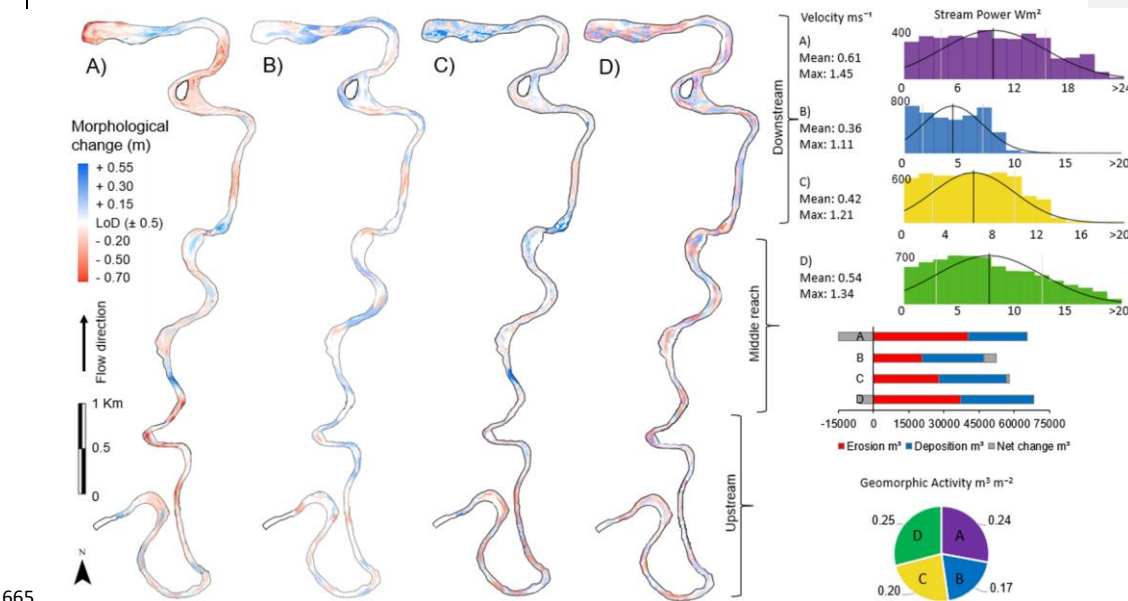 A)
B)
C)
D)
Morphological
change (m)
+ 0.55
+ 0.30
+ 0.15
LoD (± 0.5)
- 0.20
- 0.50
- 0.70
Flow direction
1 Km
0.5
0
N
Downstream
Middle reach
Upstream
Velocity ms⁻¹
A)
Mean: 0.61
Max: 1.45
B)
Mean: 0.36
Max: 1.11
C)
Mean: 0.42
Max: 1.21
D)
Mean: 0.54
Max: 1.34
Stream Power Wm²
400
0 6 12 18 >24
800
0 5 10 15 >20
600
0 4 8 12 16 >20
700
0 5 10 15 >20
A
B
C
D
-15000 0 15000 30000 45000 60000 75000
Erosion m³ Deposition m³ Net change m³
Geomorphic Activity m³ m⁻²
0.25 D A 0.24
0.20 C B 0.17
665